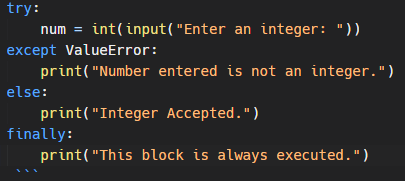 try:
    num = int(input("Enter an integer: "))
except ValueError:
    print("Number entered is not an integer.")
else:
    print("Integer Accepted.")
finally:
    print("This block is always executed.")
 ```